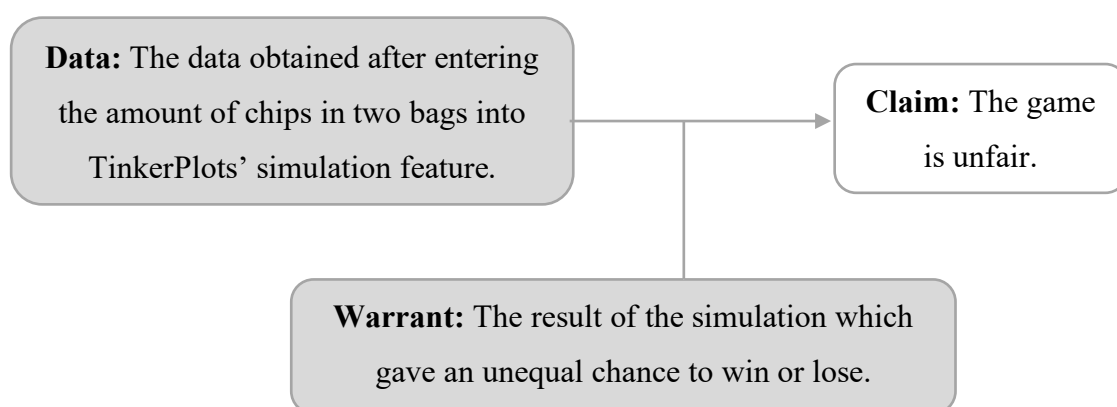 Data: The data obtained after entering
the amount of chips in two bags into
TinkerPlots’ simulation feature.
Claim: The game
is unfair.
Warrant: The result of the simulation which
gave an unequal chance to win or lose.